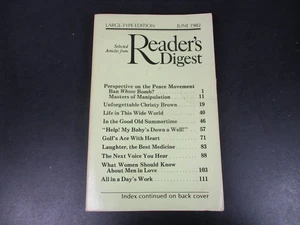 LARGE-TYPE EDITION JUNE 1982
Selected Articles from
Reader's Digest
Perspective on the Peace Movement
Ban Whose Bomb? 1
Masters of Manipulation 11
Unforgettable Christy Brown 19
Life in This Wide World 40
In the Good Old Summertime 46
"Help! My Baby's Down a Well!" 57
Golf's Are With Heart 71
Laughter, the Best Medicine 83
The Next Voice You Hear 88
What Women Should Know
About Men in Love 103
All in a Day's Work 111
Index continued on back cover